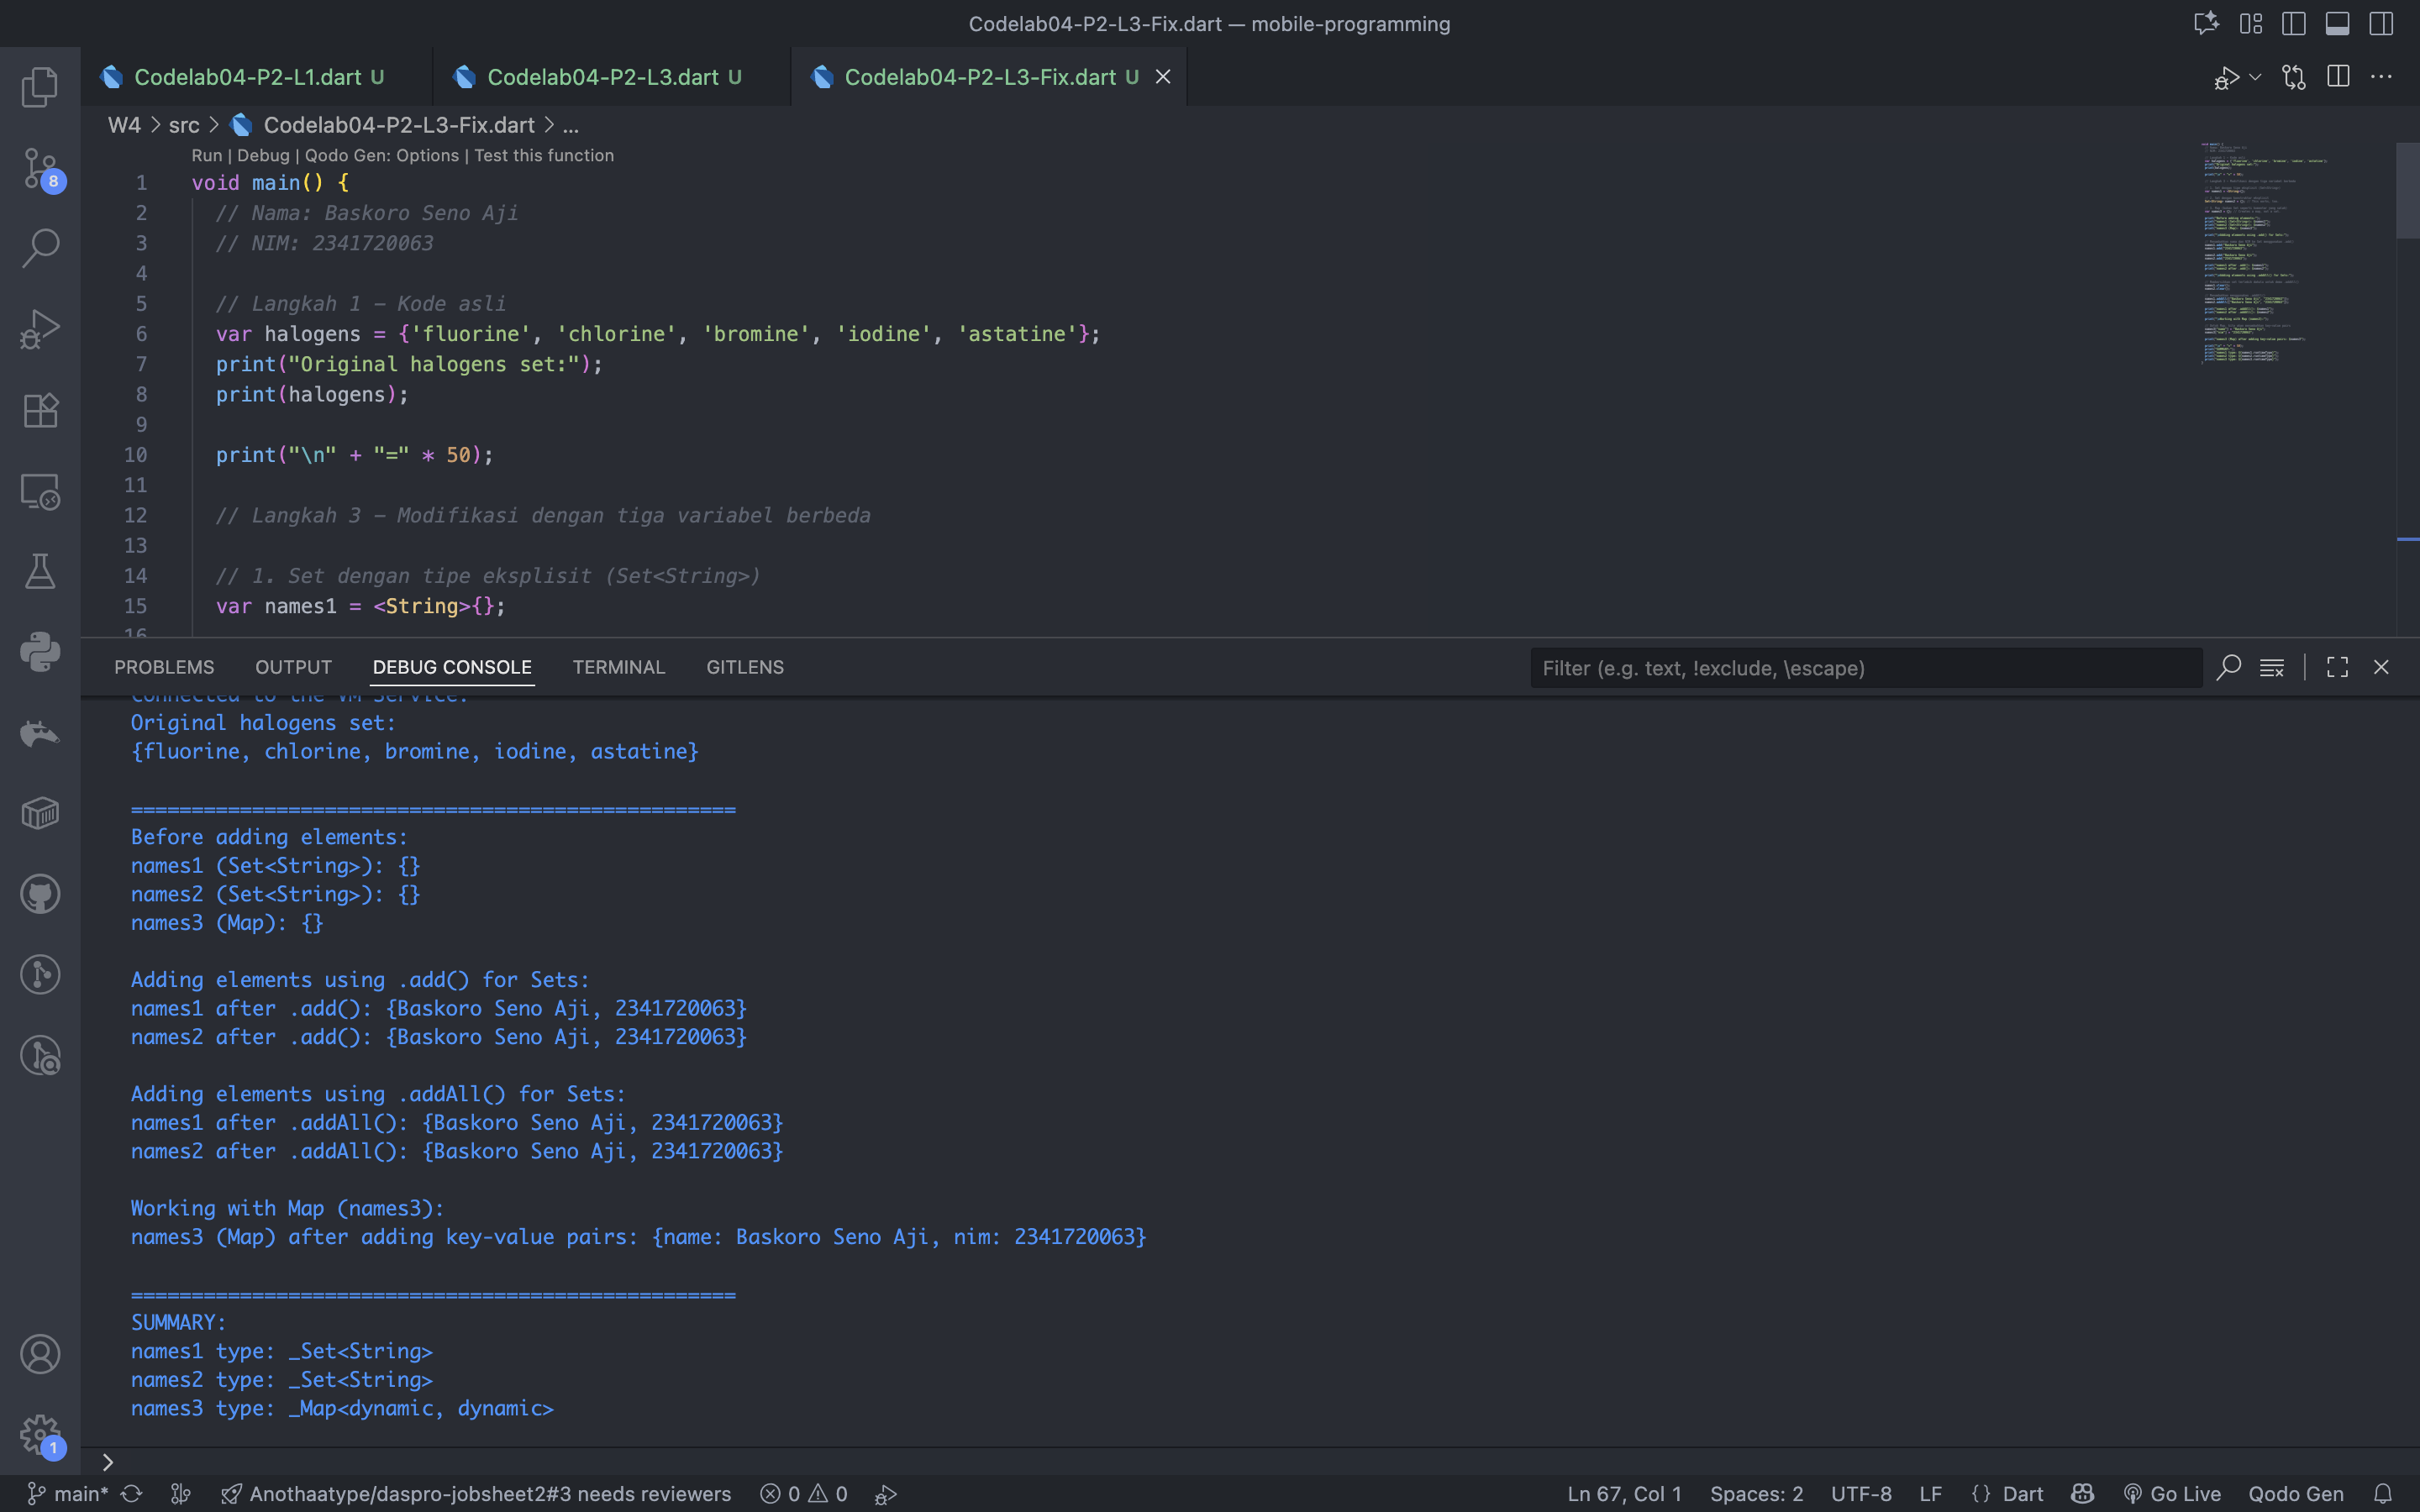 Codelab04-P2-L3-Fix.dart — mobile-programming
Codelab04-P2-L1.dart U
Codelab04-P2-L3.dart U
Codelab04-P2-L3-Fix.dart U
W4 > src > Codelab04-P2-L3-Fix.dart > ...
Run | Debug | Qodo Gen: Options | Test this function
1 void main() {
2 // Nama: Baskoro Seno Aji
3 // NIM: 2341720063
4
5 // Langkah 1 - Kode asli
6 var halogens = {'fluorine', 'chlorine', 'bromine', 'iodine', 'astatine'};
7 print("Original halogens set:");
8 print(halogens);
9
10 print("\n" + "=" * 50);
11
12 // Langkah 3 - Modifikasi dengan tiga variabel berbeda
13
14 // 1. Set dengan tipe eksplisit (Set<String>)
15 var names1 = <String>{};
16
PROBLEMS OUTPUT DEBUG CONSOLE TERMINAL GITLENS
Filter (e.g. text, !exclude, \escape)
Connected to the VM Service.
Original halogens set:
{fluorine, chlorine, bromine, iodine, astatine}
==================================================
Before adding elements:
names1 (Set<String>): {}
names2 (Set<String>): {}
names3 (Map): {}
Adding elements using .add() for Sets:
names1 after .add(): {Baskoro Seno Aji, 2341720063}
names2 after .add(): {Baskoro Seno Aji, 2341720063}
Adding elements using .addAll() for Sets:
names1 after .addAll(): {Baskoro Seno Aji, 2341720063}
names2 after .addAll(): {Baskoro Seno Aji, 2341720063}
Working with Map (names3):
names3 (Map) after adding key-value pairs: {name: Baskoro Seno Aji, nim: 2341720063}
==================================================
SUMMARY:
names1 type: _Set<String>
names2 type: _Set<String>
names3 type: _Map<dynamic, dynamic>
8
1
>
main* Anothaatype/daspro-jobsheet2#3 needs reviewers 0 0 Ln 67, Col 1 Spaces: 2 UTF-8 LF {} Dart Go Live Qodo Gen